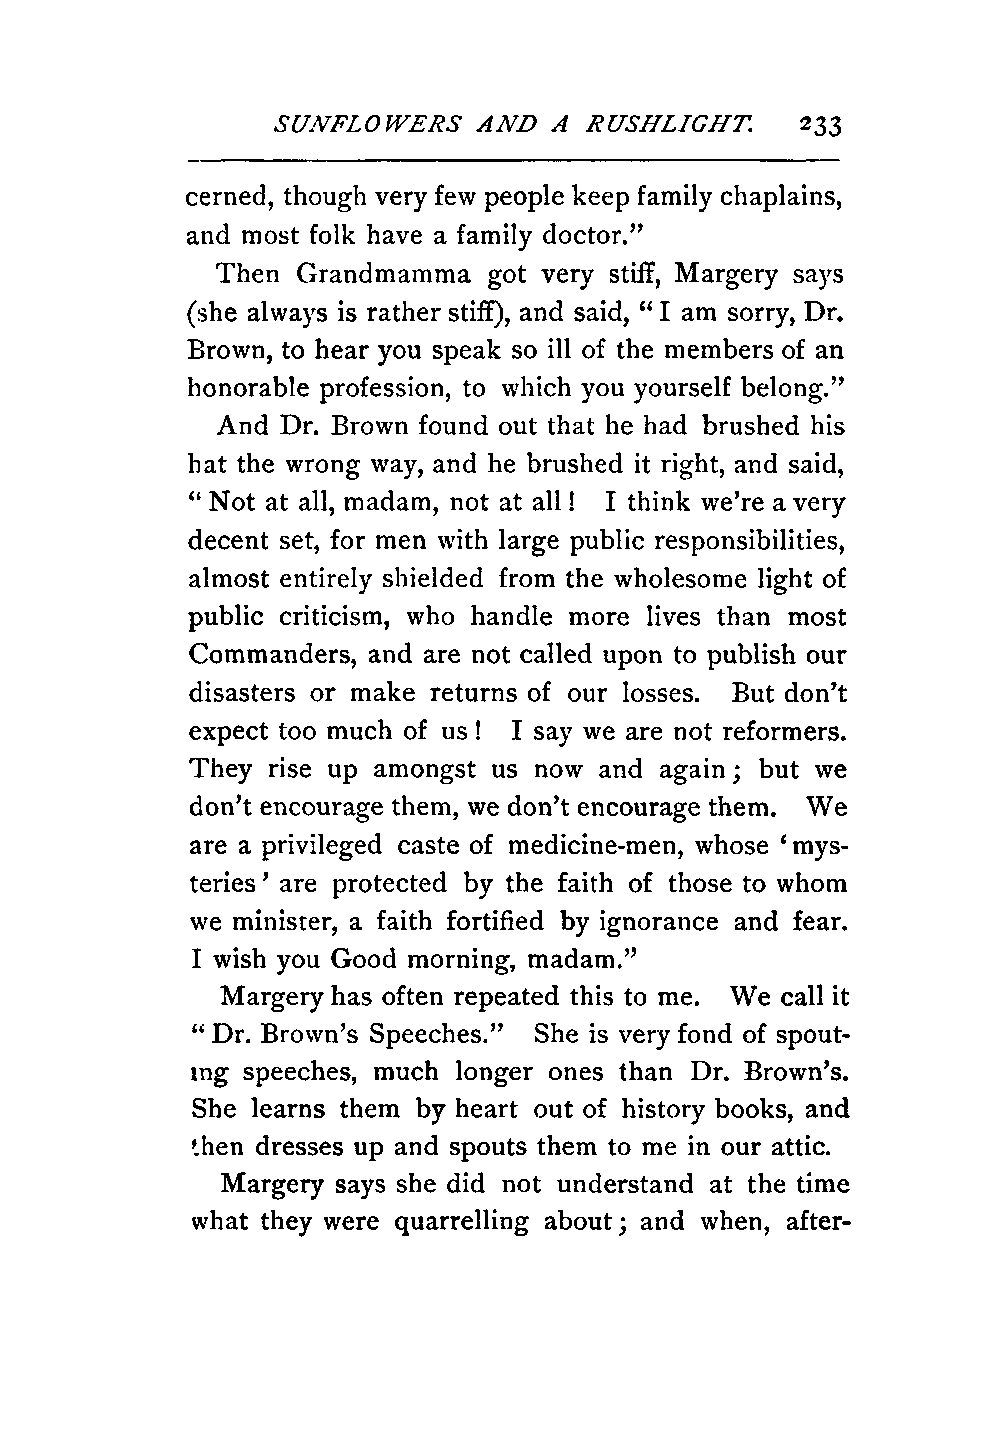 SUNFLOWERS AND A RUSHLIGHT. 233
cerned, though very few people keep family chaplains,
and most folk have a family doctor."
Then Grandmamma got very stiff, Margery says
(she always is rather stiff), and said, "I am sorry, Dr.
Brown, to hear you speak so ill of the members of an
honorable profession, to which you yourself belong."
And Dr. Brown found out that he had brushed his
hat the wrong way, and he brushed it right, and said,
"Not at all, madam, not at all! I think we're a very
decent set, for men with large public responsibilities,
almost entirely shielded from the wholesome light of
public criticism, who handle more lives than most
Commanders, and are not called upon to publish our
disasters or make returns of our losses. But don't
expect too much of us! I say we are not reformers.
They rise up amongst us now and again; but we
don't encourage them, we don't encourage them. We
are a privileged caste of medicine-men, whose 'mys-
teries' are protected by the faith of those to whom
we minister, a faith fortified by ignorance and fear.
I wish you Good morning, madam."
Margery has often repeated this to me. We call it
"Dr. Brown's Speeches." She is very fond of spout-
ing speeches, much longer ones than Dr. Brown's.
She learns them by heart out of history books, and
then dresses up and spouts them to me in our attic.
Margery says she did not understand at the time
what they were quarrelling about; and when, after-